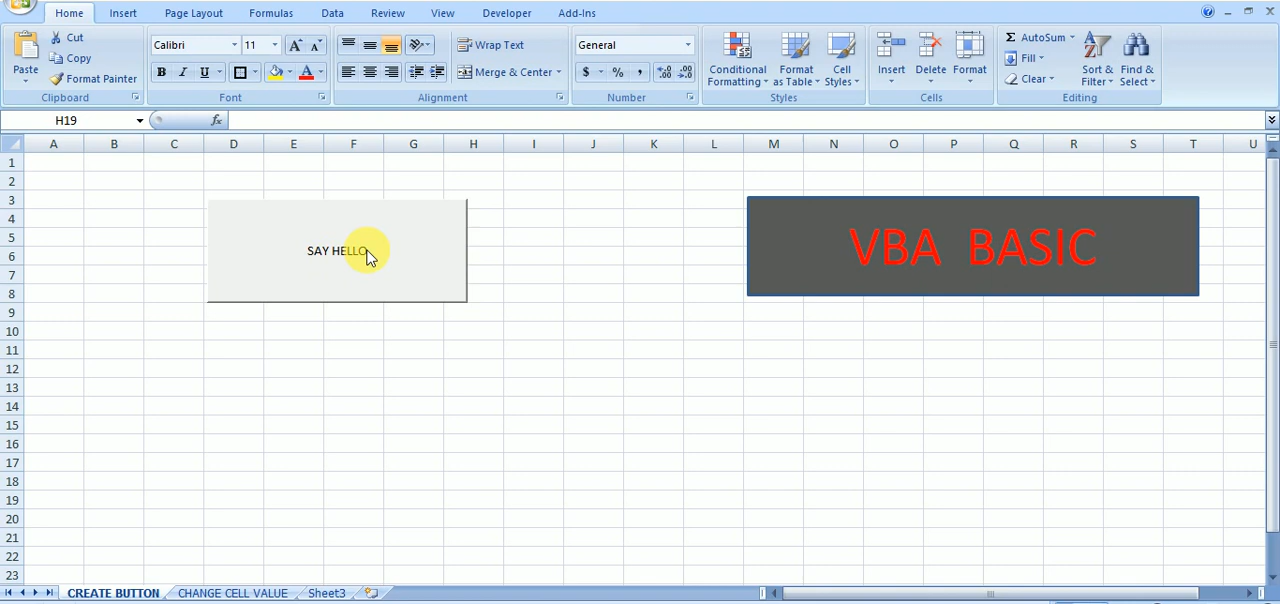 Home Insert Page Layout Formulas Data Review View Developer Add-Ins
Paste
Cut
Copy
Format Painter
Clipboard
Calibri 11 A A
B I U A
Font
Wrap Text
Merge & Center
Alignment
General
$ % ,
Number
Conditional Formatting
Format as Table
Cell Styles
Styles
Insert Delete Format
Cells
Σ AutoSum
Fill
Clear
Sort & Filter
Find & Select
Editing
H19 fx
A B C D E F G H I J K L M N O P Q R S T U
1
2
3
4
5
6
7
8
9
10
11
12
13
14
15
16
17
18
19
20
21
22
23
SAY HELLO
VBA BASIC
CREATE BUTTON CHANGE CELL VALUE Sheet3